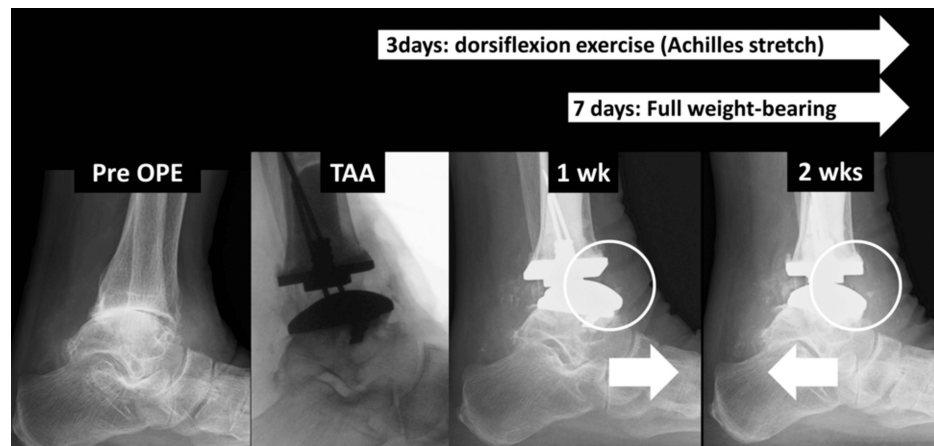 3days: dorsiflexion exercise (Achilles stretch)
7 days: Full weight-bearing
Pre OPE
TAA
1 wk
2 wks